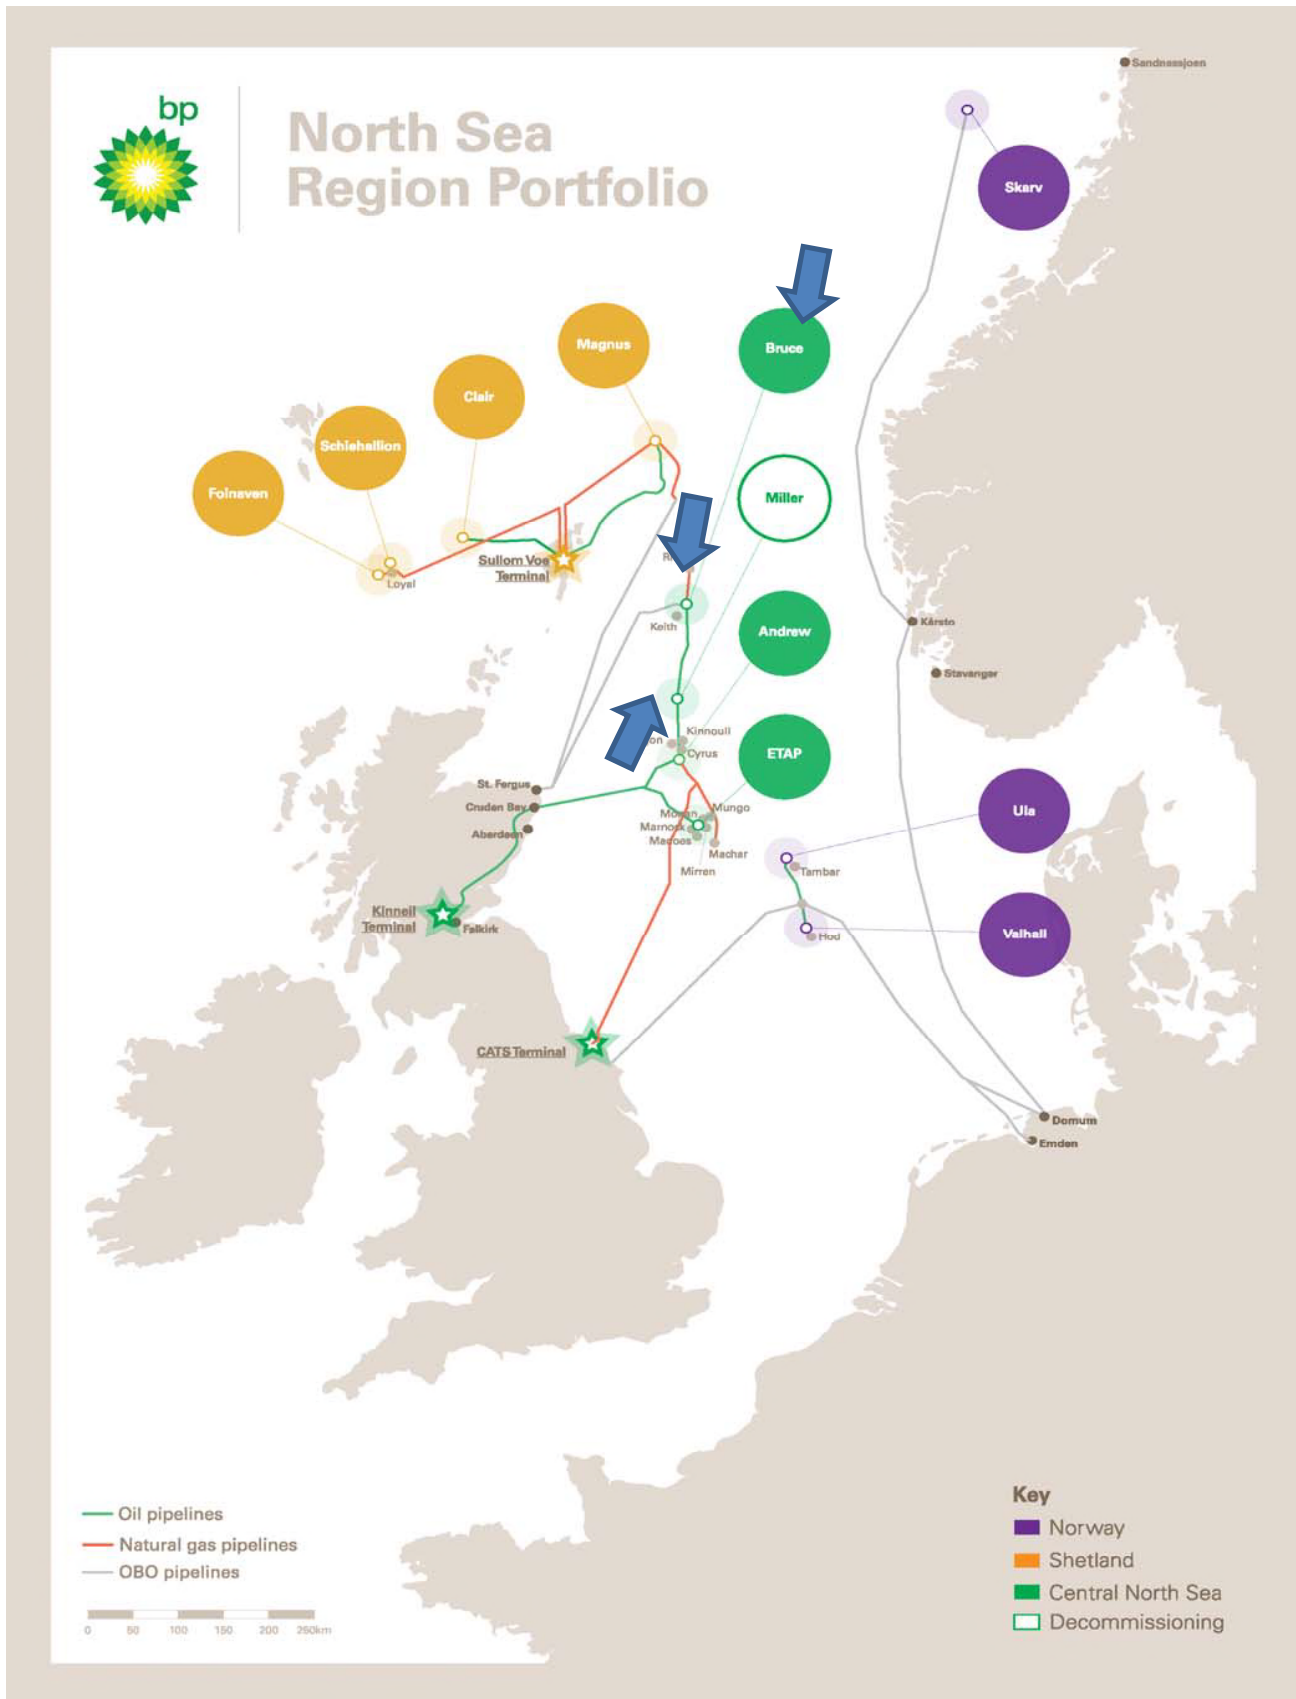 bp
North Sea
Region Portfolio
Sandnessjoen
Skarv
Bruce
Magnus
Clair
Schiehallion
Foinaven
Miller
Sullom Voe
Terminal
Loyal
Keith
Kårsto
Andrew
Stavanger
Kinnoull
Cyrus
ETAP
St. Fergus
Cruden Bay
Aberdeen
Mungo
Marnock
Madoes
Machar
Mirren
Ula
Tambar
Kinneil
Terminal
Falkirk
Hod
Valhall
CATS Terminal
Dornum
Emden
Oil pipelines
Natural gas pipelines
OBO pipelines
0 50 100 150 200 250km
Key
Norway
Shetland
Central North Sea
Decommissioning